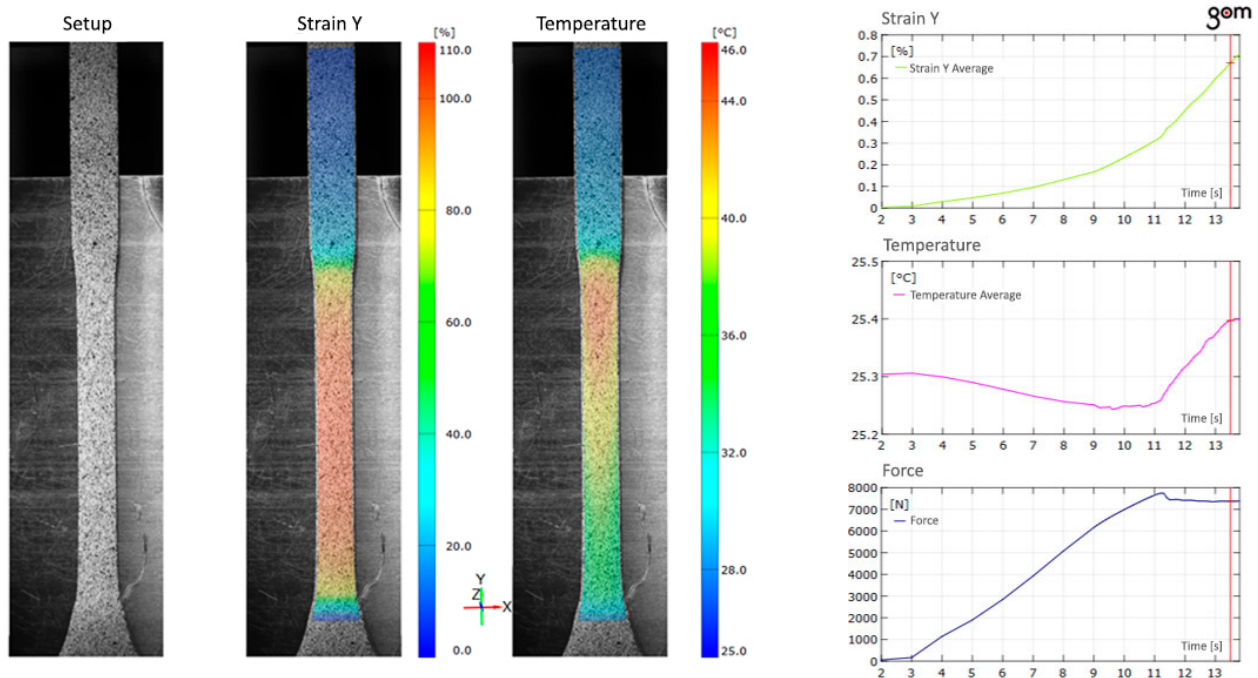 Setup
Strain Y
[%]
110.0
100.0
80.0
60.0
40.0
20.0
0.0
Y
Z
X
Temperature
[ºC]
46.0
44.0
40.0
36.0
32.0
28.0
25.0
gom
Strain Y
0.8
0.7
0.6
0.5
0.4
0.3
0.2
0.1
0
[%]
Strain Y Average
Time [s]
2 3 4 5 6 7 8 9 10 11 12 13
Temperature
25.5
25.4
25.3
25.2
[ºC]
Temperature Average
Time [s]
2 3 4 5 6 7 8 9 10 11 12 13
Force
8000
7000
6000
5000
4000
3000
2000
1000
0
[N]
Force
Time [s]
2 3 4 5 6 7 8 9 10 11 12 13